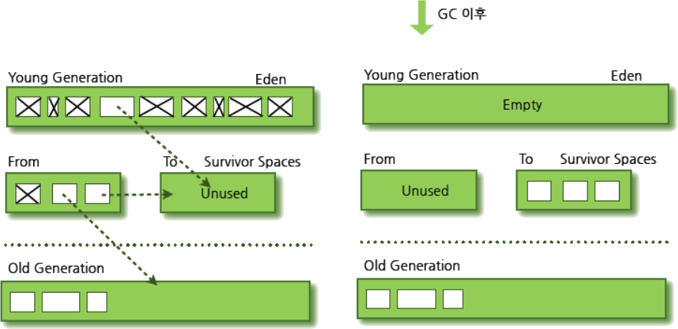 GC 이후
Young Generation Eden
From To Survivor Spaces
Unused
Old Generation
Young Generation Eden
Empty
From To Survivor Spaces
Unused
Old Generation